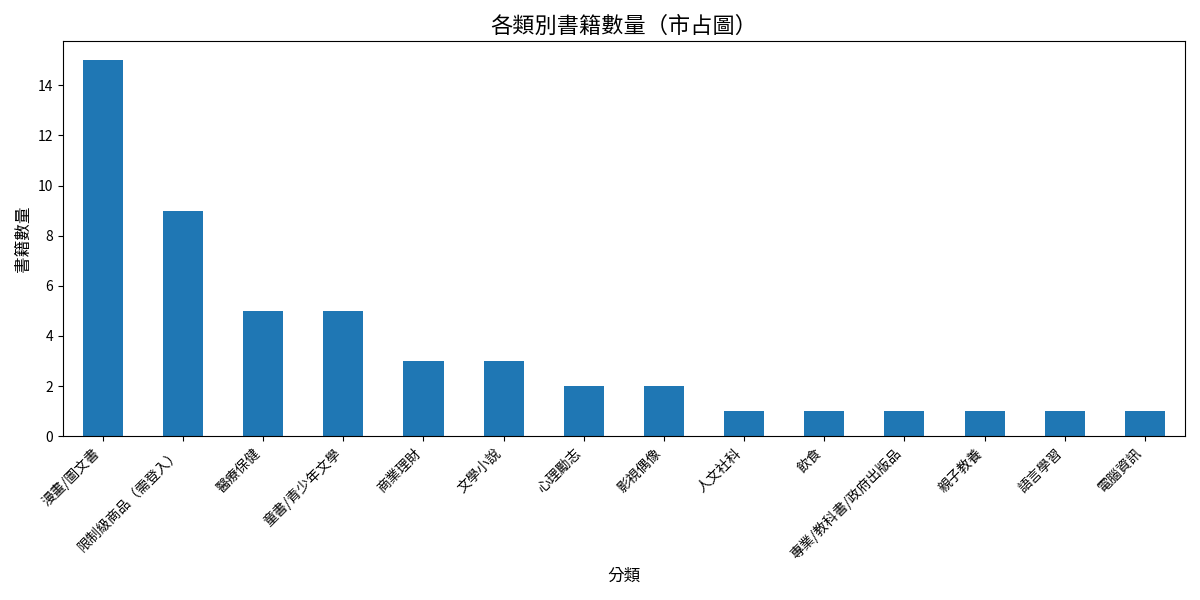 各類別書籍數量（市占圖）
書籍數量
14
12
10
8
6
4
2
0
漫畫/圖文書
限制級商品（需登入）
醫療保健
童書/青少年文學
商業理財
文學小說
心理勵志
影視偶像
人文社科
飲食
專業/教科書/政府出版品
親子教養
語言學習
電腦資訊
分類